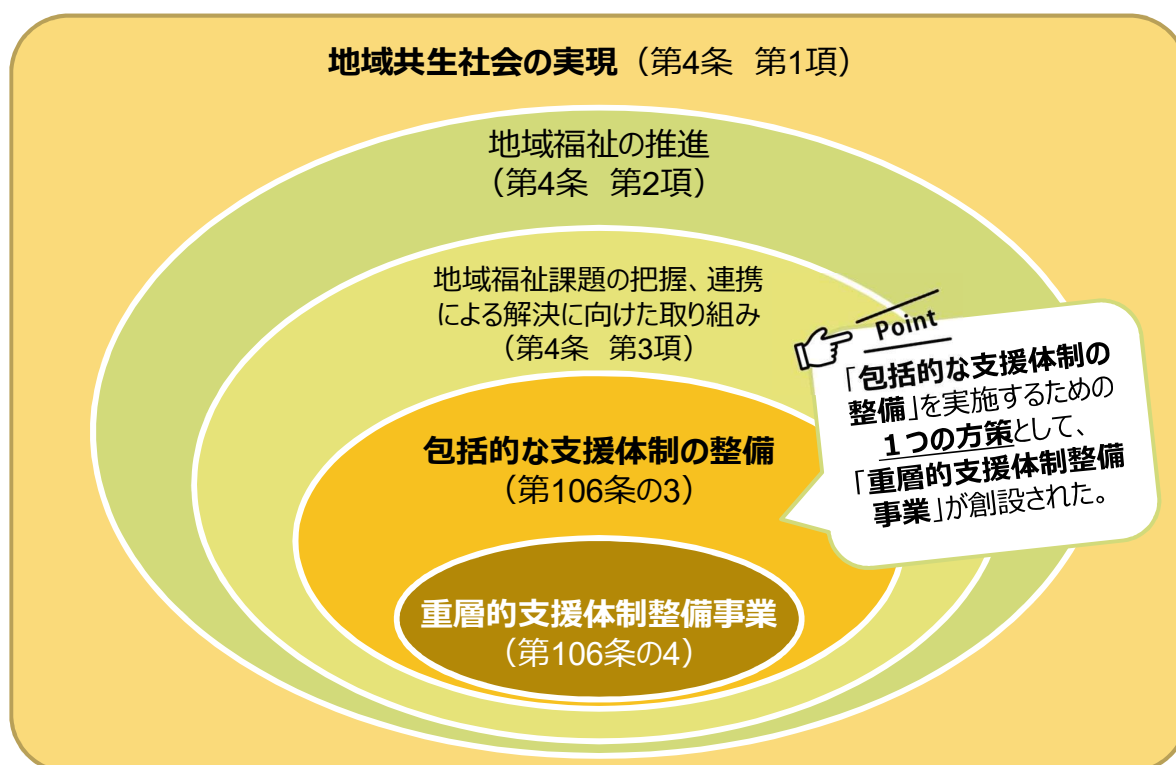 地域共生社会の実現（第4条　第1項）
地域福祉の推進
（第4条　第2項）
地域福祉課題の把握、連携
による解決に向けた取り組み
（第4条　第3項）
包括的な支援体制の整備
（第106条の3）
重層的支援体制整備事業
（第106条の4）
Point
「包括的な支援体制の
整備」を実施するための
１つの方策として、
「重層的支援体制整備
事業」が創設された。